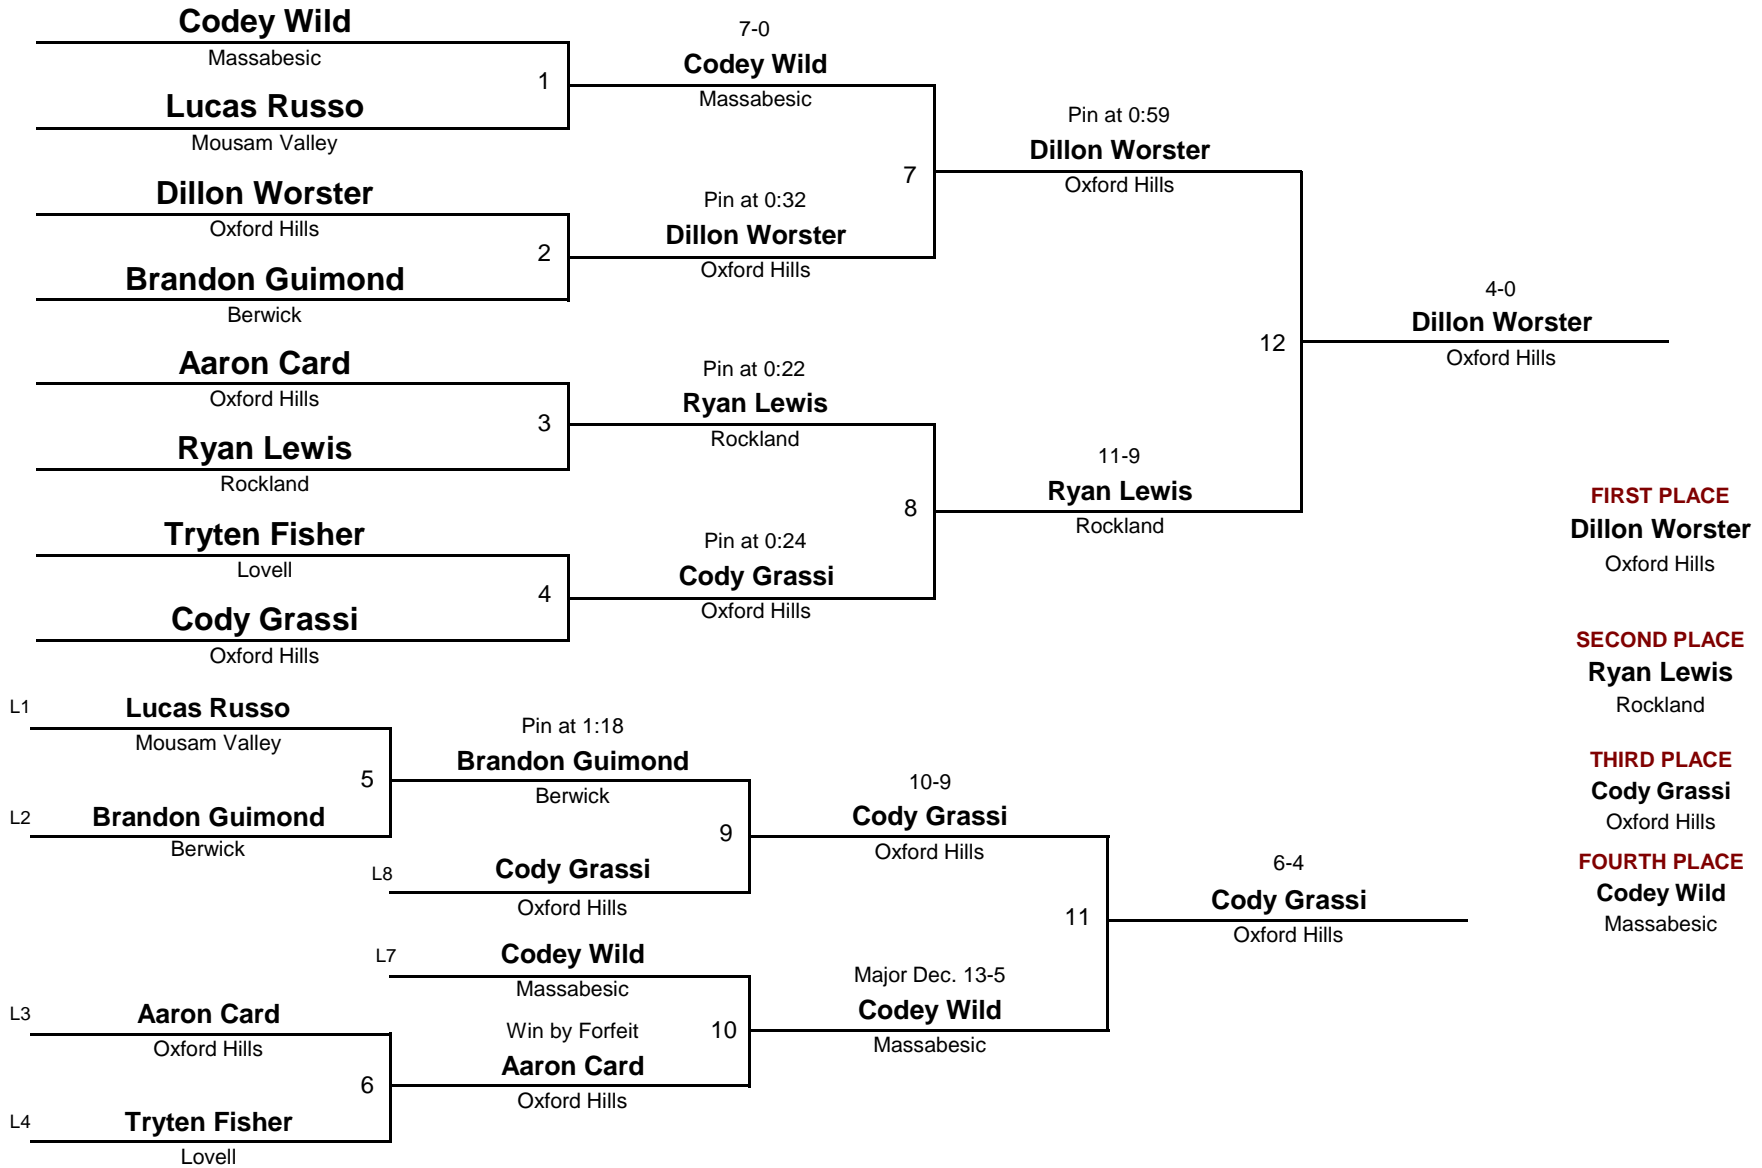 Codey Wild
Massabesic
1
Lucas Russo
Mousam Valley
Dillon Worster
Oxford Hills
2
Brandon Guimond
Berwick
Aaron Card
Oxford Hills
3
Ryan Lewis
Rockland
Tryten Fisher
Lovell
4
Cody Grassi
Oxford Hills
7-0
Codey Wild
Massabesic
7
Pin at 0:32
Dillon Worster
Oxford Hills
Pin at 0:22
Ryan Lewis
Rockland
8
Pin at 0:24
Cody Grassi
Oxford Hills
Pin at 0:59
Dillon Worster
Oxford Hills
12
11-9
Ryan Lewis
Rockland
4-0
Dillon Worster
Oxford Hills
L1
Lucas Russo
Mousam Valley
5
L2
Brandon Guimond
Berwick
L3
Aaron Card
Oxford Hills
6
L4
Tryten Fisher
Lovell
Pin at 1:18
Brandon Guimond
Berwick
9
L8
Cody Grassi
Oxford Hills
L7
Codey Wild
Massabesic
10
Win by Forfeit
Aaron Card
Oxford Hills
10-9
Cody Grassi
Oxford Hills
11
Major Dec. 13-5
Codey Wild
Massabesic
6-4
Cody Grassi
Oxford Hills
FIRST PLACE
Dillon Worster
Oxford Hills
SECOND PLACE
Ryan Lewis
Rockland
THIRD PLACE
Cody Grassi
Oxford Hills
FOURTH PLACE
Codey Wild
Massabesic